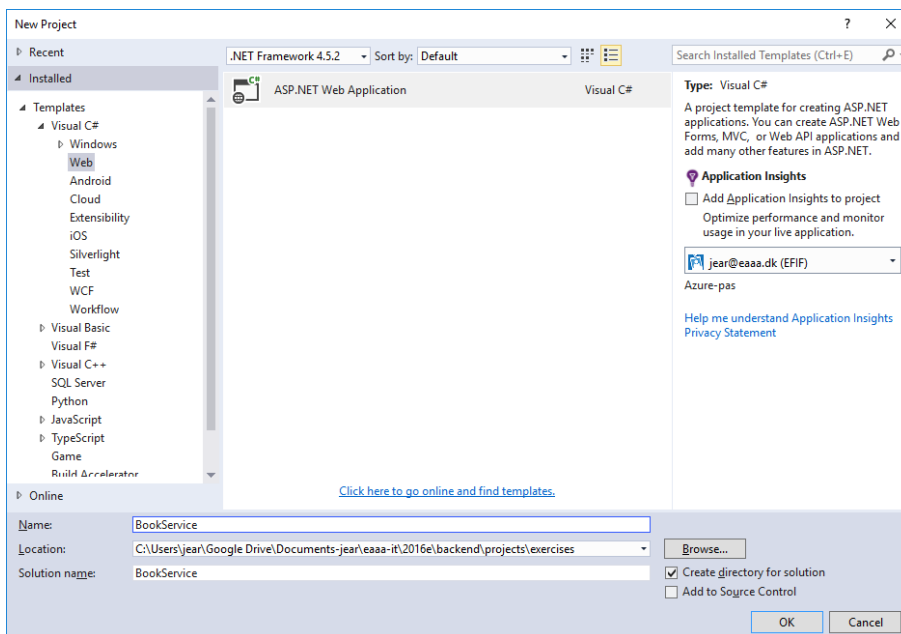 New Project
? ×
Recent
.NET Framework 4.5.2 Sort by: Default
Search Installed Templates (Ctrl+E)
Installed
Templates
Visual C#
Windows
Web
Android
Cloud
Extensibility
iOS
Silverlight
Test
WCF
Workflow
Visual Basic
Visual F#
Visual C++
SQL Server
Python
JavaScript
TypeScript
Game
Build Accelerator
Online
C#
ASP.NET Web Application Visual C#
Click here to go online and find templates.
Type: Visual C#
A project template for creating ASP.NET
applications. You can create ASP.NET Web
Forms, MVC, or Web API applications and
add many other features in ASP.NET.
Application Insights
Add Application Insights to project
Optimize performance and monitor
usage in your live application.
jear@eaaa.dk (EFIF)
Azure-pas
Help me understand Application Insights
Privacy Statement
Name: BookService
Location: C:\Users\jear\Google Drive\Documents-jear\eaaa-it\2016e\backend\projects\exercises Browse...
Solution name: BookService
Create directory for solution
Add to Source Control
OK Cancel